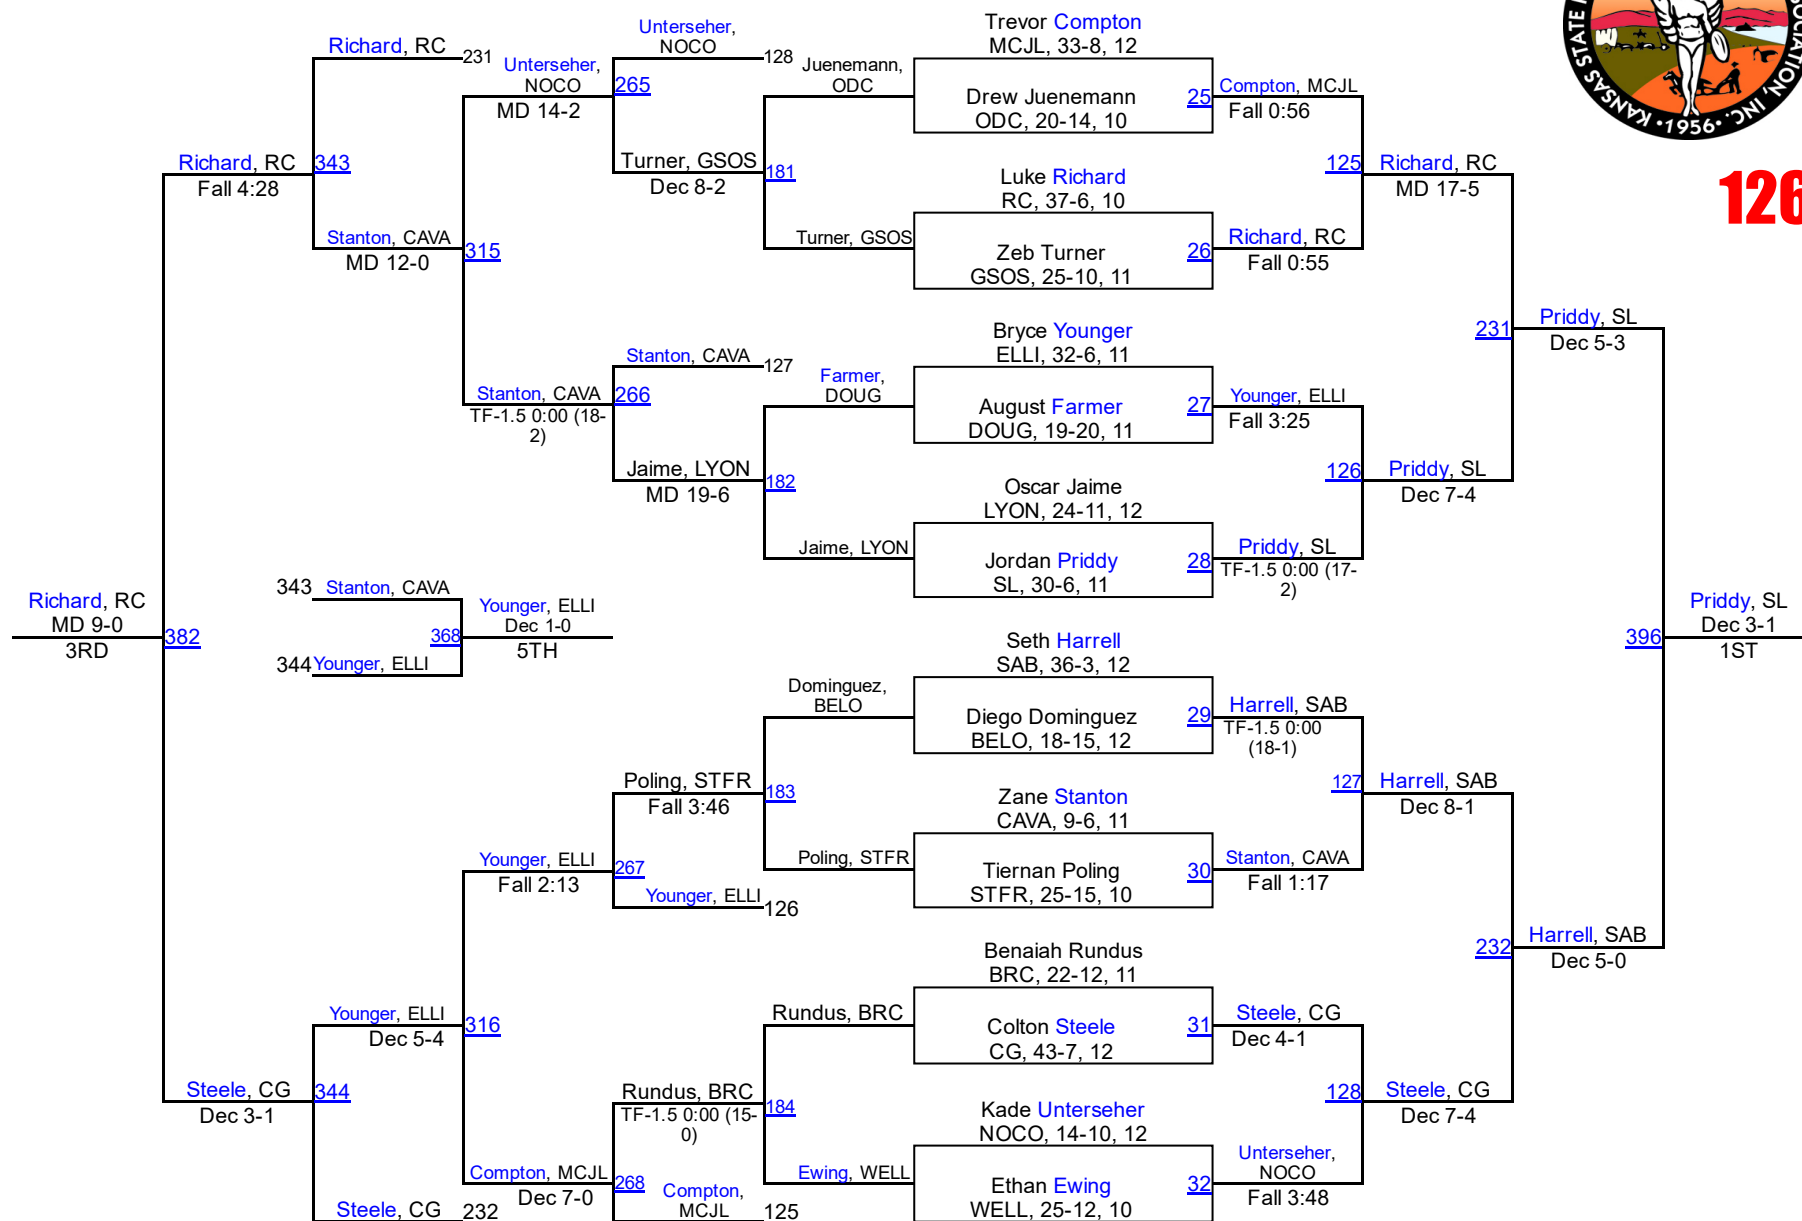 KANSAS STATE
SOCIATION, INC.
•1956•
126
Richard, RC
231
Unterseher,
NOCO
MD 14-2
Unterseher,
NOCO
128
265
Juenemann,
ODC
Trevor Compton
MCJL, 33-8, 12
Drew Juenemann
ODC, 20-14, 10
25
Compton, MCJL
Fall 0:56
Richard, RC
Fall 4:28
343
Turner, GSOS
Dec 8-2
181
Luke Richard
RC, 37-6, 10
125
Richard, RC
MD 17-5
Stanton, CAVA
MD 12-0
315
Turner, GSOS
Zeb Turner
GSOS, 25-10, 11
26
Richard, RC
Fall 0:55
Bryce Younger
ELLI, 32-6, 11
231
Priddy, SL
Dec 5-3
Stanton, CAVA
127
Stanton, CAVA
TF-1.5 0:00 (18-
2)
266
Farmer,
DOUG
August Farmer
DOUG, 19-20, 11
27
Younger, ELLI
Fall 3:25
Jaime, LYON
MD 19-6
182
Oscar Jaime
LYON, 24-11, 12
126
Priddy, SL
Dec 7-4
Jaime, LYON
Jordan Priddy
SL, 30-6, 11
28
Priddy, SL
TF-1.5 0:00 (17-
2)
Richard, RC
MD 9-0
3RD
382
343
Stanton, CAVA
344
Younger, ELLI
368
Younger, ELLI
Dec 1-0
5TH
396
Priddy, SL
Dec 3-1
1ST
Seth Harrell
SAB, 36-3, 12
Dominguez,
BELO
Diego Dominguez
BELO, 18-15, 12
29
Harrell, SAB
TF-1.5 0:00
(18-1)
Poling, STFR
Fall 3:46
183
Zane Stanton
CAVA, 9-6, 11
127
Harrell, SAB
Dec 8-1
Younger, ELLI
Fall 2:13
267
Poling, STFR
Tiernan Poling
STFR, 25-15, 10
30
Stanton, CAVA
Fall 1:17
Younger, ELLI
126
Benaiah Rundus
BRC, 22-12, 11
232
Harrell, SAB
Dec 5-0
Younger, ELLI
Dec 5-4
316
Rundus, BRC
Colton Steele
CG, 43-7, 12
31
Steele, CG
Dec 4-1
Steele, CG
Dec 3-1
344
Rundus, BRC
TF-1.5 0:00 (15-
0)
184
Kade Unterseher
NOCO, 14-10, 12
128
Steele, CG
Dec 7-4
Compton, MCJL
Dec 7-0
268
Ewing, WELL
Ethan Ewing
WELL, 25-12, 10
32
Unterseher,
NOCO
Fall 3:48
Steele, CG
232
Compton,
MCJL
125